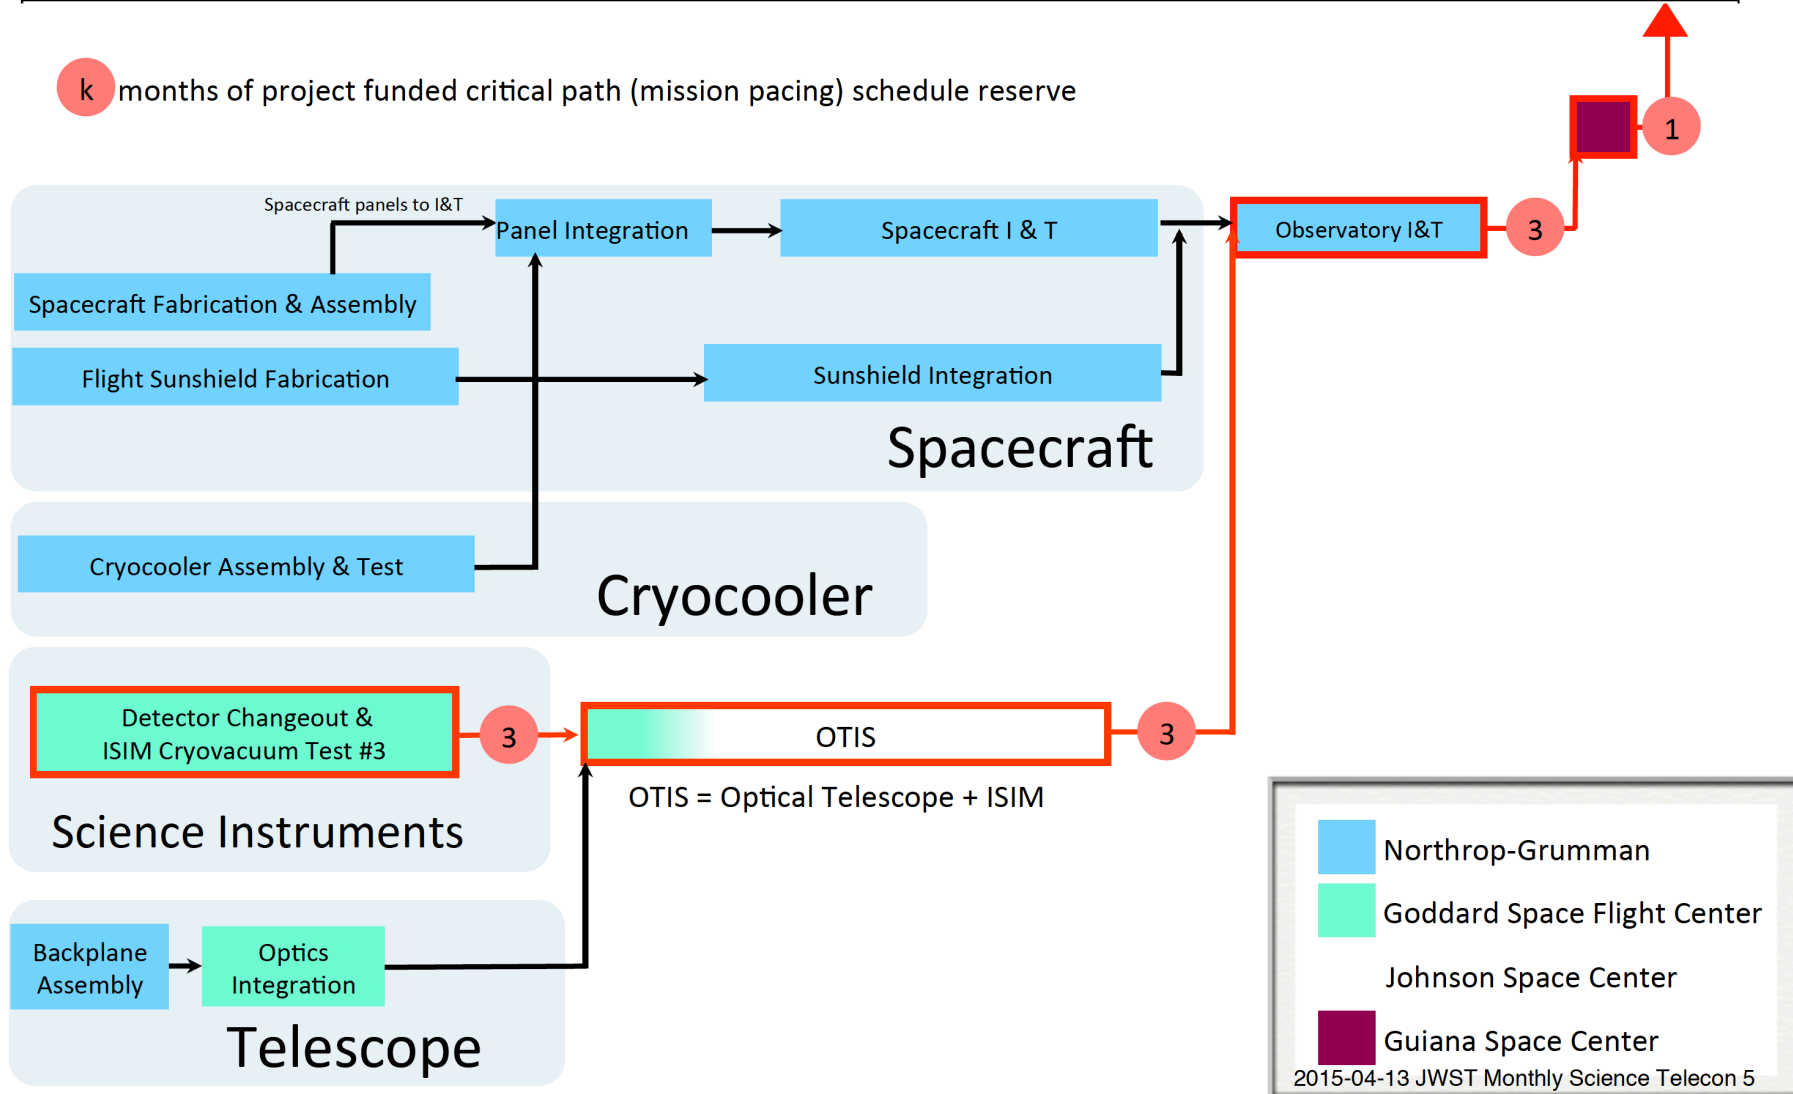 k months of project funded critical path (mission pacing) schedule reserve
1
Spacecraft panels to I&T
Panel Integration
Spacecraft I & T
Observatory I&T
3
Spacecraft Fabrication & Assembly
Flight Sunshield Fabrication
Sunshield Integration
Spacecraft
Cryocooler Assembly & Test
Cryocooler
Detector Changeout &
ISIM Cryovacuum Test #3
3
OTIS
3
OTIS = Optical Telescope + ISIM
Science Instruments
Backplane
Assembly
Optics
Integration
Telescope
Northrop-Grumman
Goddard Space Flight Center
Johnson Space Center
Guiana Space Center
2015-04-13 JWST Monthly Science Telecon 5